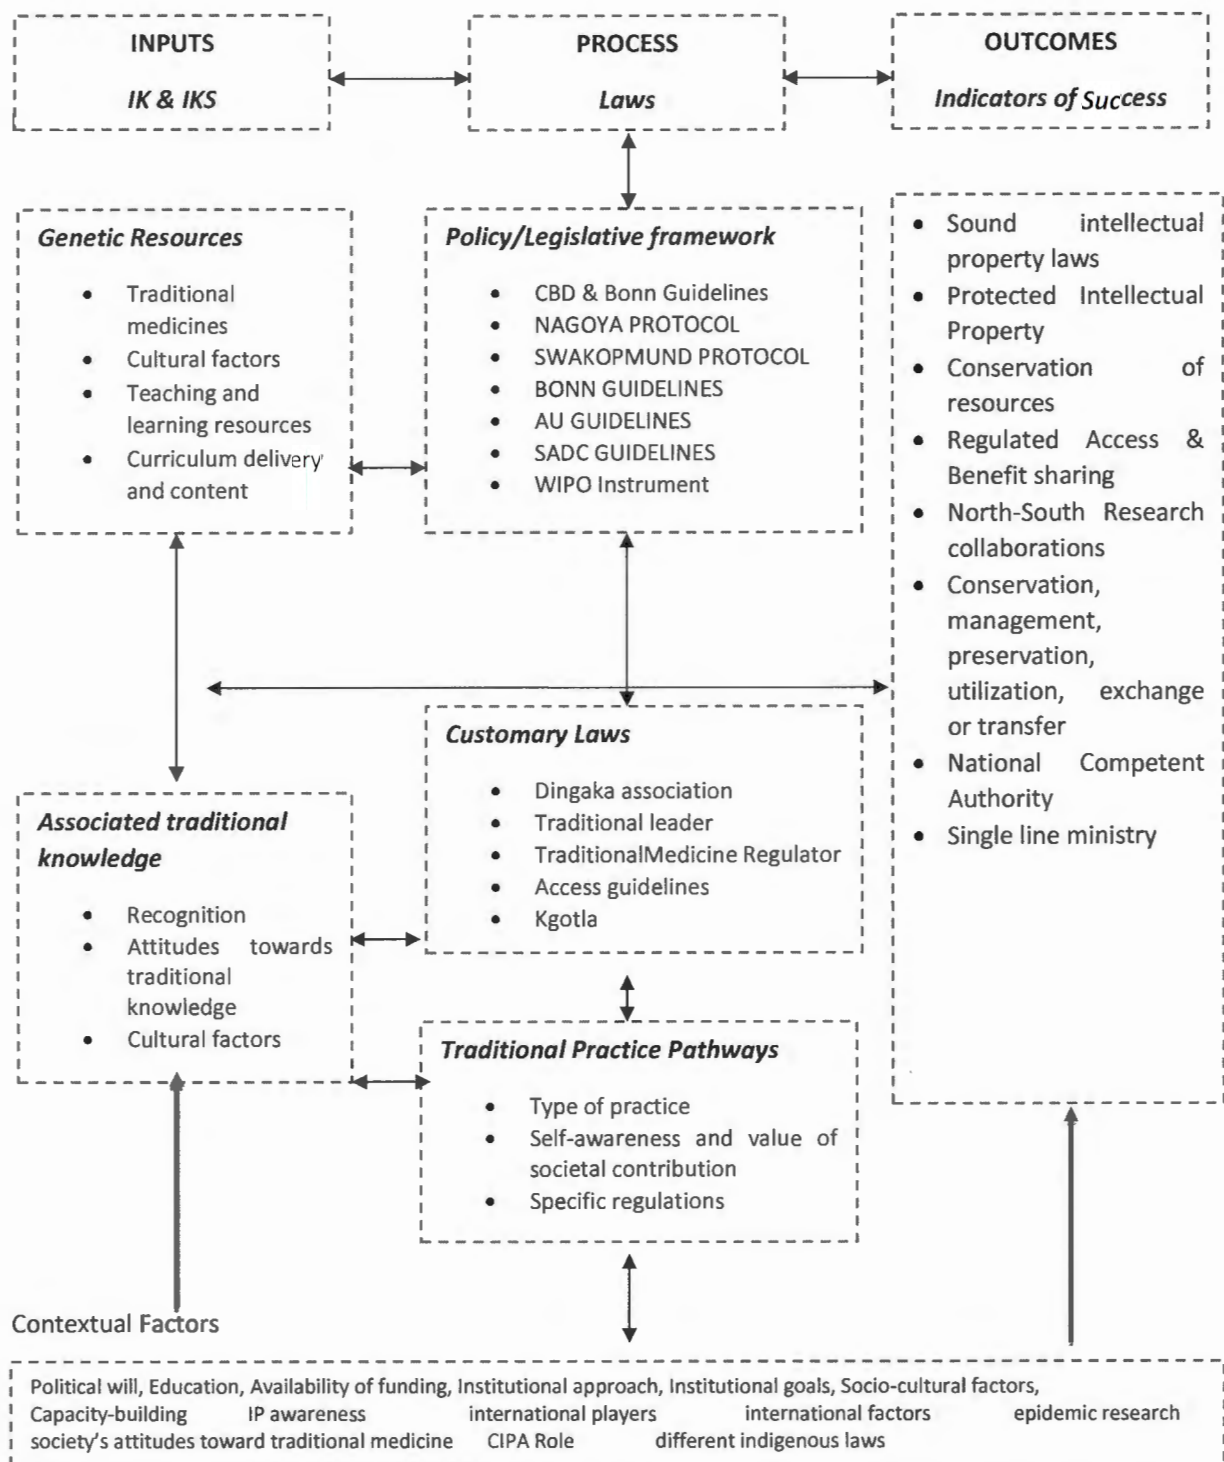 INPUTS
IK & IKS
PROCESS
Laws
OUTCOMES
Indicators of Success
Genetic Resources
• Traditional
medicines
• Cultural factors
• Teaching and
learning resources
• Curriculum delivery
and content
Policy/Legislative framework
• CBD & Bonn Guidelines
• NAGOYA PROTOCOL
• SWAKOPMUND PROTOCOL
• BONN GUIDELINES
• AU GUIDELINES
• SADC GUIDELINES
• WIPO Instrument
• Sound intellectual
property laws
• Protected Intellectual
Property
• Conservation of
resources
• Regulated Access &
Benefit sharing
• North-South Research
collaborations
• Conservation,
management,
preservation,
utilization, exchange
or transfer
• National Competent
Authority
• Single line ministry
Associated traditional
knowledge
• Recognition
• Attitudes towards
traditional
knowledge
• Cultural factors
Customary Laws
• Dingaka association
• Traditional leader
• TraditionalMedicine Regulator
• Access guidelines
• Kgotla
Traditional Practice Pathways
• Type of practice
• Self-awareness and value of
societal contribution
• Specific regulations
Contextual Factors
Political will, Education, Availability of funding, Institutional approach, Institutional goals, Socio-cultural factors,
Capacity-building IP awareness international players international factors epidemic research
society's attitudes toward traditional medicine CIPA Role different indigenous laws